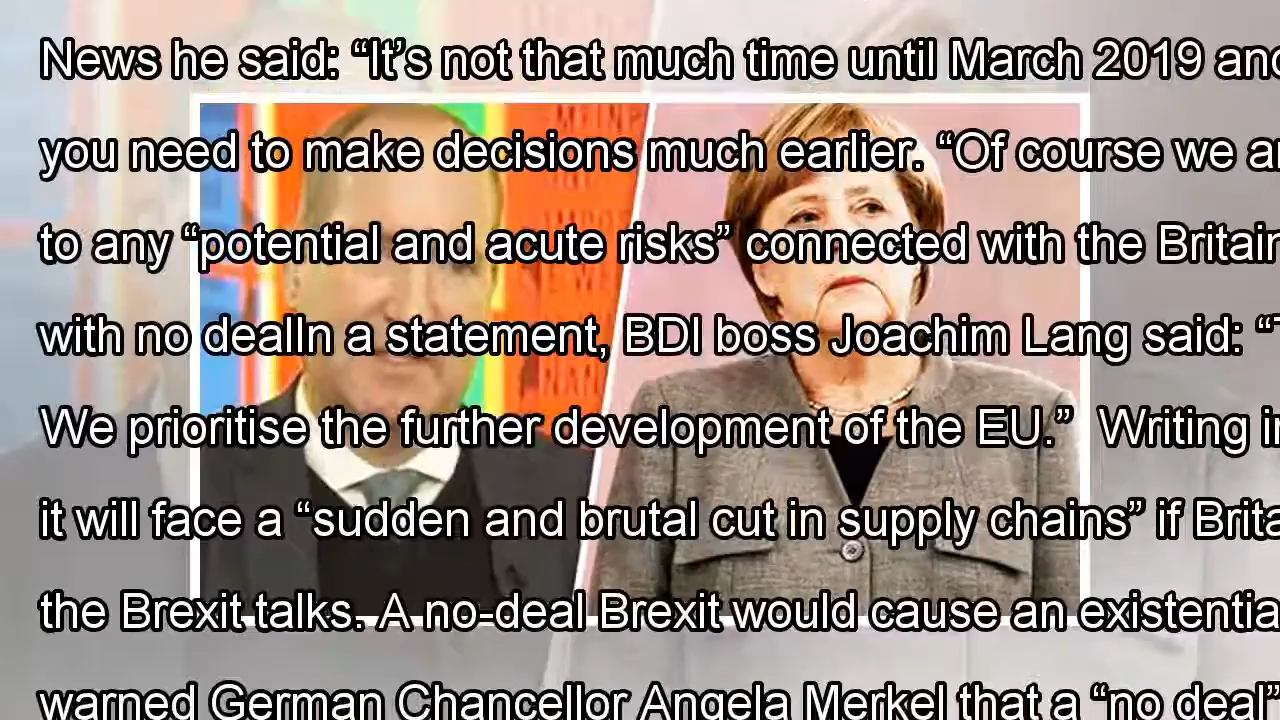 News he said: “It’s not that much time until March 2019 and
you need to make decisions much earlier. “Of course we
to any “potential and acute risks” connected with the Britain
with no dealIn a statement, BDI boss Joachim Lang said:
We prioritise the further development of the EU.” Writing
it will face a “sudden and brutal cut in supply chains” if
the Brexit talks. A no-deal Brexit would cause an
warned German Chancellor Angela Merkel that a “no deal”